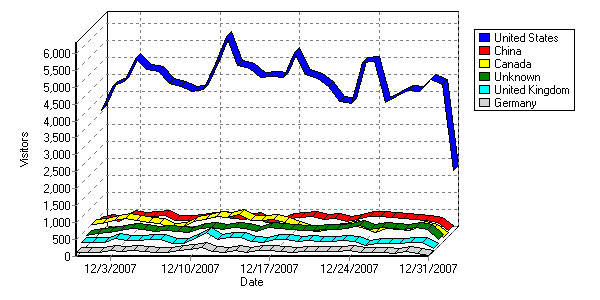 6,000
5,500
5,000
4,500
4,000
3,500
3,000
2,500
2,000
1,500
1,000
500
0
Visitors
12/3/2007 12/10/2007 12/17/2007 12/24/2007 12/31/2007
Date
United States
China
Canada
Unknown
United Kingdom
Germany